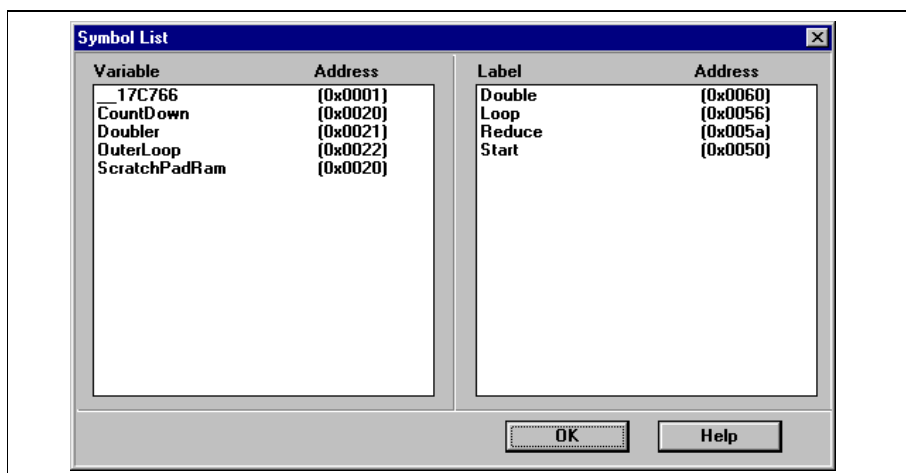 Symbol List
Variable Address
__17C766 (0x0001)
CountDown (0x0020)
Doubler (0x0021)
OuterLoop (0x0022)
ScratchPadRam (0x0020)
Label Address
Double (0x0060)
Loop (0x0056)
Reduce (0x005a)
Start (0x0050)
OK Help